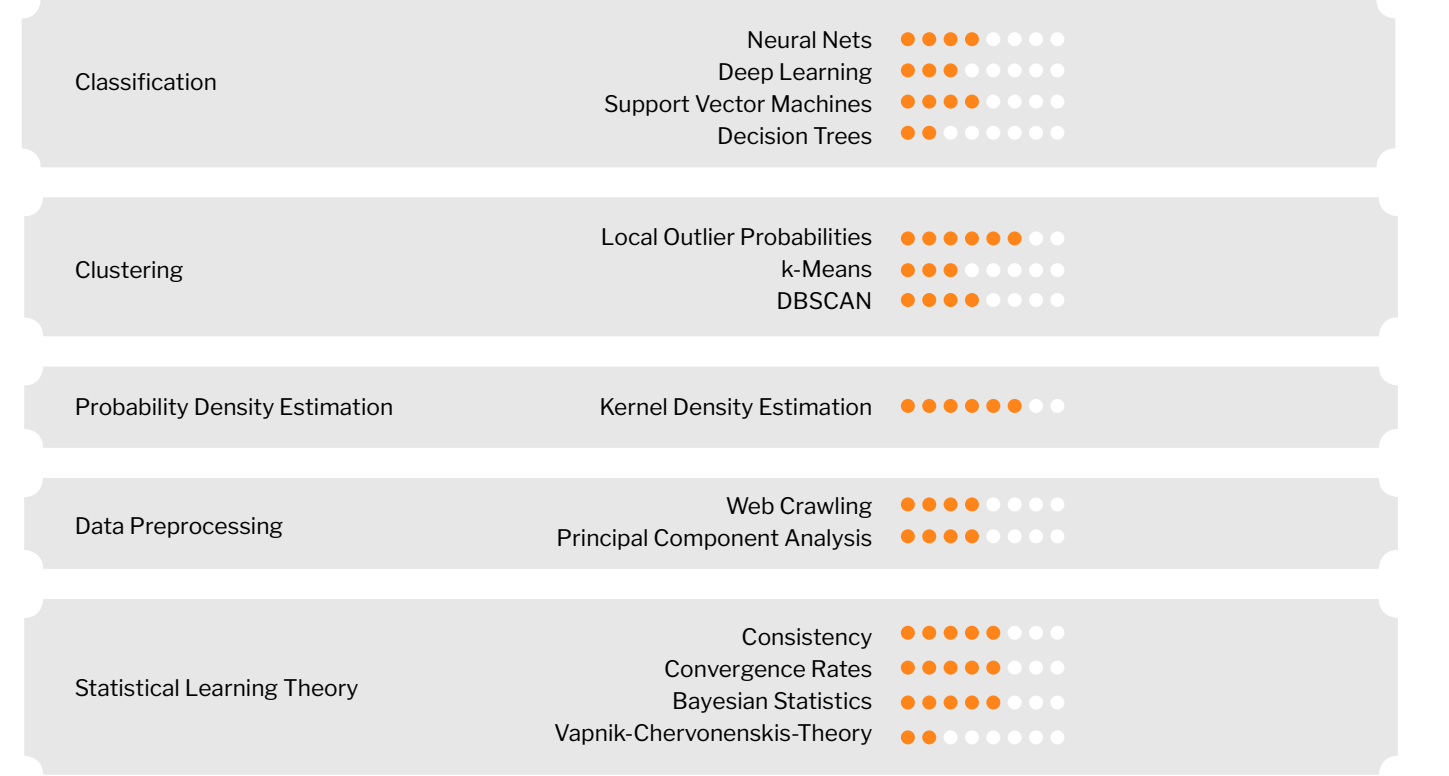 Classification
Neural Nets
Deep Learning
Support Vector Machines
Decision Trees
Clustering
Local Outlier Probabilities
k-Means
DBSCAN
Probability Density Estimation
Kernel Density Estimation
Data Preprocessing
Web Crawling
Principal Component Analysis
Statistical Learning Theory
Consistency
Convergence Rates
Bayesian Statistics
Vapnik-Chervonenskis-Theory